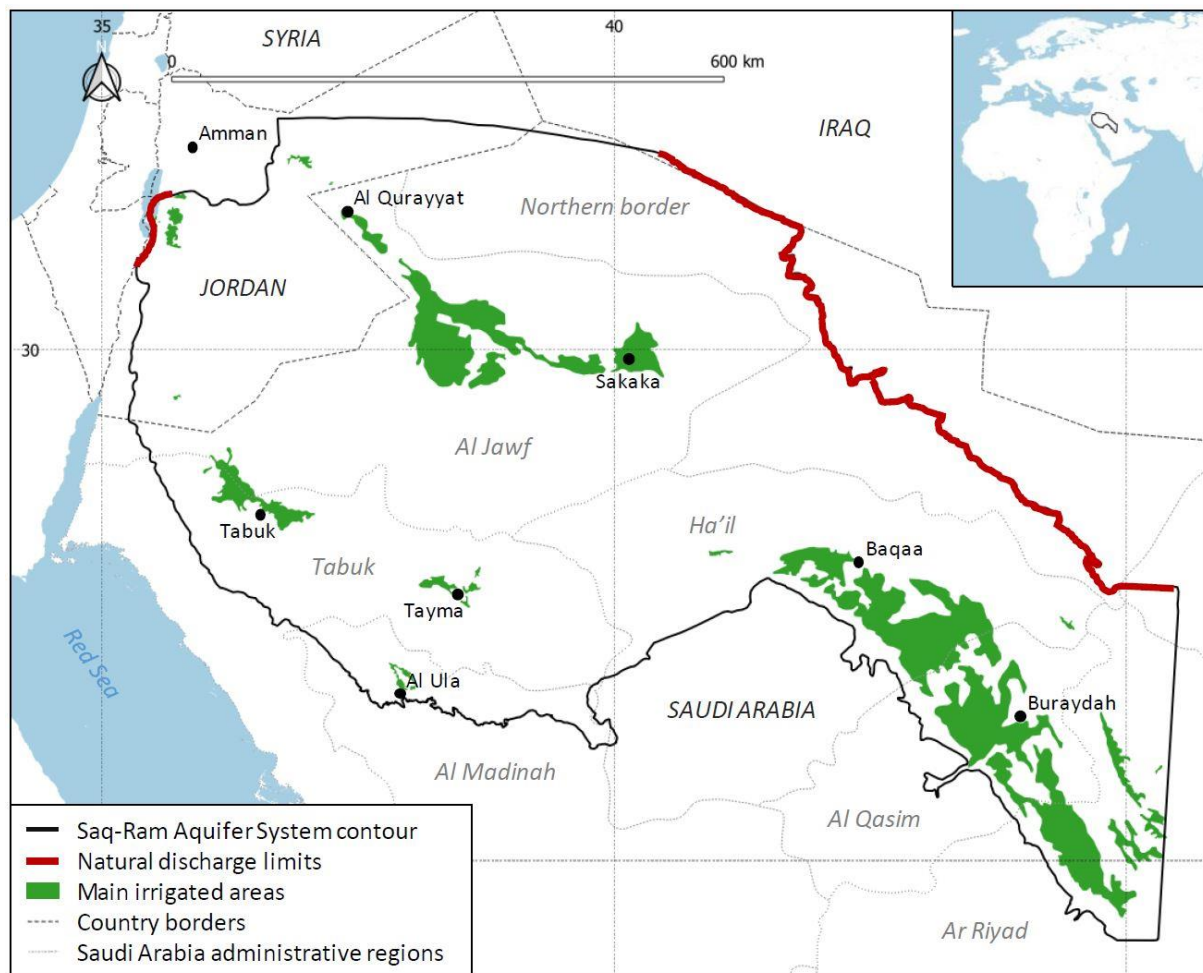 35
40
SYRIA
N
0
600 km
Amman
IRAQ
Al Qurayyat
Northern border
JORDAN
30
Sakaka
Al Jawf
Ha'il
Tabuk
Baqaa
Tabuk
Tayma
Red Sea
Al Ula
SAUDI ARABIA
Buraydah
Al Madinah
Al Qasim
Ar Riyad
Saq-Ram Aquifer System contour
Natural discharge limits
Main irrigated areas
Country borders
Saudi Arabia administrative regions